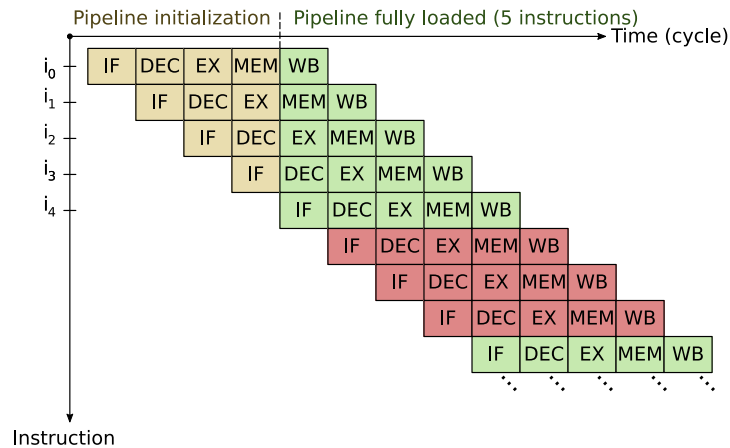 Pipeline initialization Pipeline fully loaded (5 instructions)
Time (cycle)
i0 IF DEC EX MEM WB
i1 IF DEC EX MEM WB
i2 IF DEC EX MEM WB
i3 IF DEC EX MEM WB
i4 IF DEC EX MEM WB
IF DEC EX MEM WB
IF DEC EX MEM WB
IF DEC EX MEM WB
IF DEC EX MEM WB
Instruction